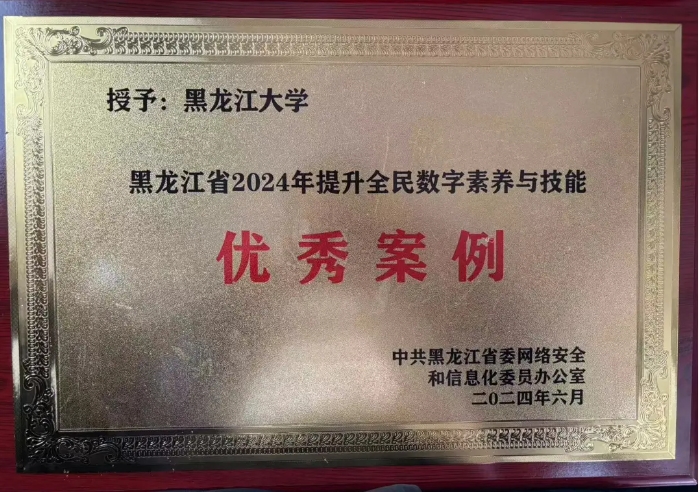 授予：黑龙江大学
黑龙江省2024年提升全民数字素养与技能
优秀案例
中共黑龙江省委网络安全
和信息化委员办公室
二〇二四年六月